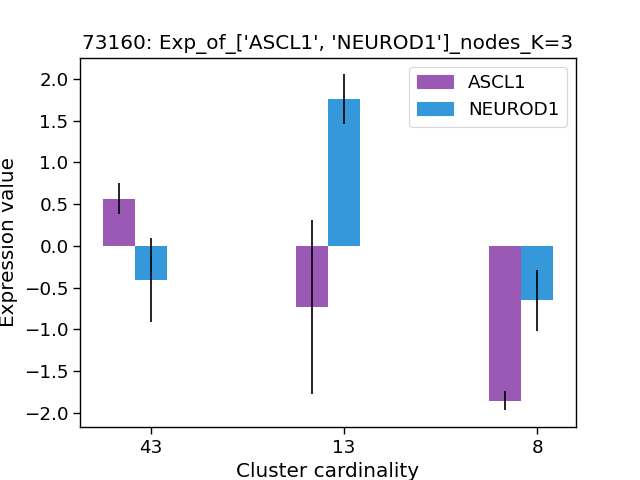 73160: Exp_of_['ASCL1', 'NEUROD1']_nodes_K=3
ASCL1
NEUROD1
2.0
1.5
1.0
0.5
0.0
−0.5
−1.0
−1.5
−2.0
Expression value
43 13 8
Cluster cardinality